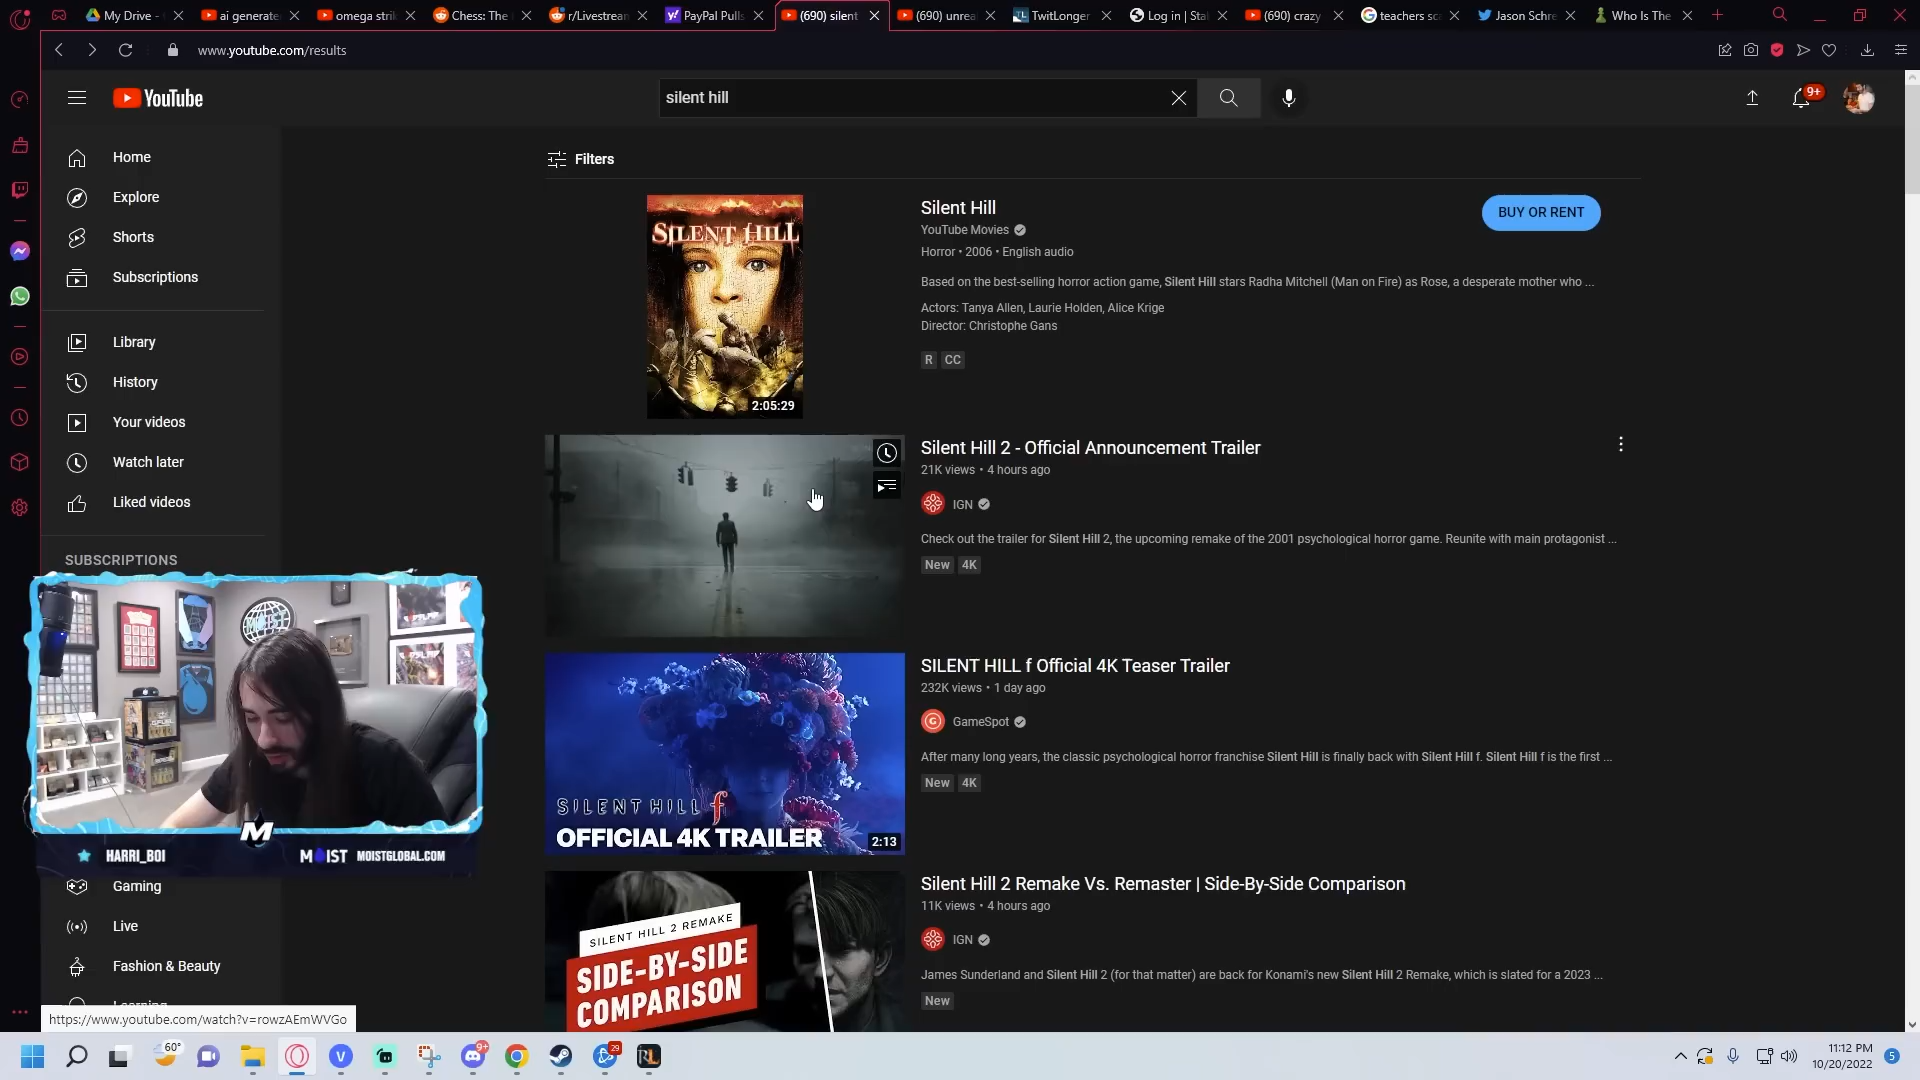 My Drive -
ai generate
omega strik
Chess: The
r/Livestrean
PayPal Pulls
(690) silent
(690) unrea
TwitLonger
Log in | Stal
(690) crazy
teachers sc
Jason Schre
Who Is The
www.youtube.com/results
YouTube
silent hill
9+
Home
Explore
Shorts
Subscriptions
Library
History
Your videos
Watch later
Liked videos
SUBSCRIPTIONS
Gaming
Live
Fashion & Beauty
Learning
Filters
SILENT HILL
2:05:29
Silent Hill
YouTube Movies
Horror • 2006 • English audio
Based on the best-selling horror action game, Silent Hill stars Radha Mitchell (Man on Fire) as Rose, a desperate mother who ...
Actors: Tanya Allen, Laurie Holden, Alice Krige
Director: Christophe Gans
R CC
BUY OR RENT
Silent Hill 2 - Official Announcement Trailer
21K views • 4 hours ago
IGN
Check out the trailer for Silent Hill 2, the upcoming remake of the 2001 psychological horror game. Reunite with main protagonist ...
New 4K
SILENT HILL f
OFFICIAL 4K TRAILER
2:13
SILENT HILL f Official 4K Teaser Trailer
232K views • 1 day ago
GameSpot
After many long years, the classic psychological horror franchise Silent Hill is finally back with Silent Hill f. Silent Hill f is the first ...
New 4K
SILENT HILL 2 REMAKE
SIDE-BY-SIDE
COMPARISON
Silent Hill 2 Remake Vs. Remaster | Side-By-Side Comparison
11K views • 4 hours ago
IGN
James Sunderland and Silent Hill 2 (for that matter) are back for Konami's new Silent Hill 2 Remake, which is slated for a 2023 ...
New
MOIST
M
HARRI_BOI
MOIST MOISTGLOBAL.COM
https://www.youtube.com/watch?v=rowzAEmWVGo
60°
9+
29
11:12 PM
10/20/2022
5